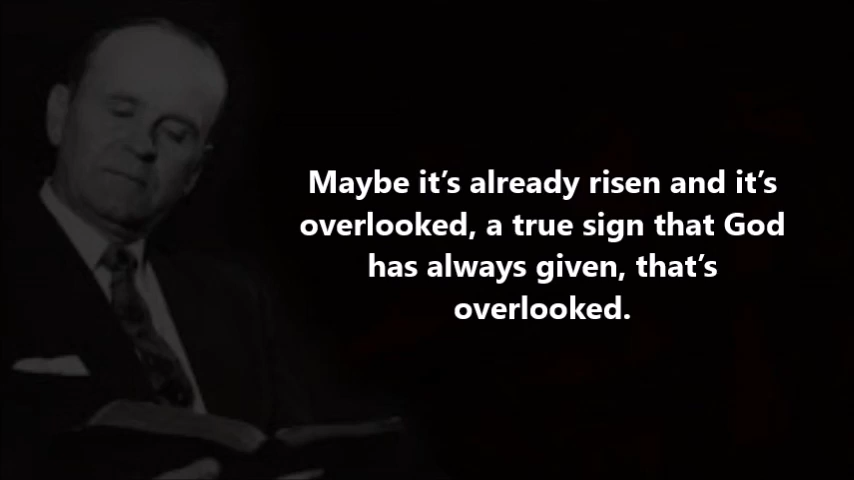 Maybe it’s already risen and it’s
overlooked, a true sign that God
has always given, that’s
overlooked.